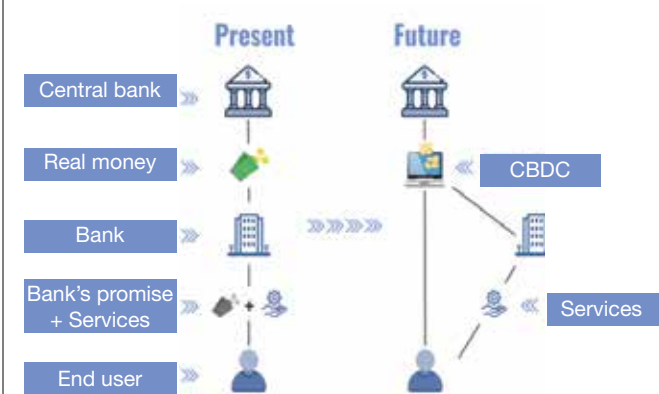 Present Future
Central bank
Real money
CBDC
Bank
Bank's promise
+ Services
Services
End user